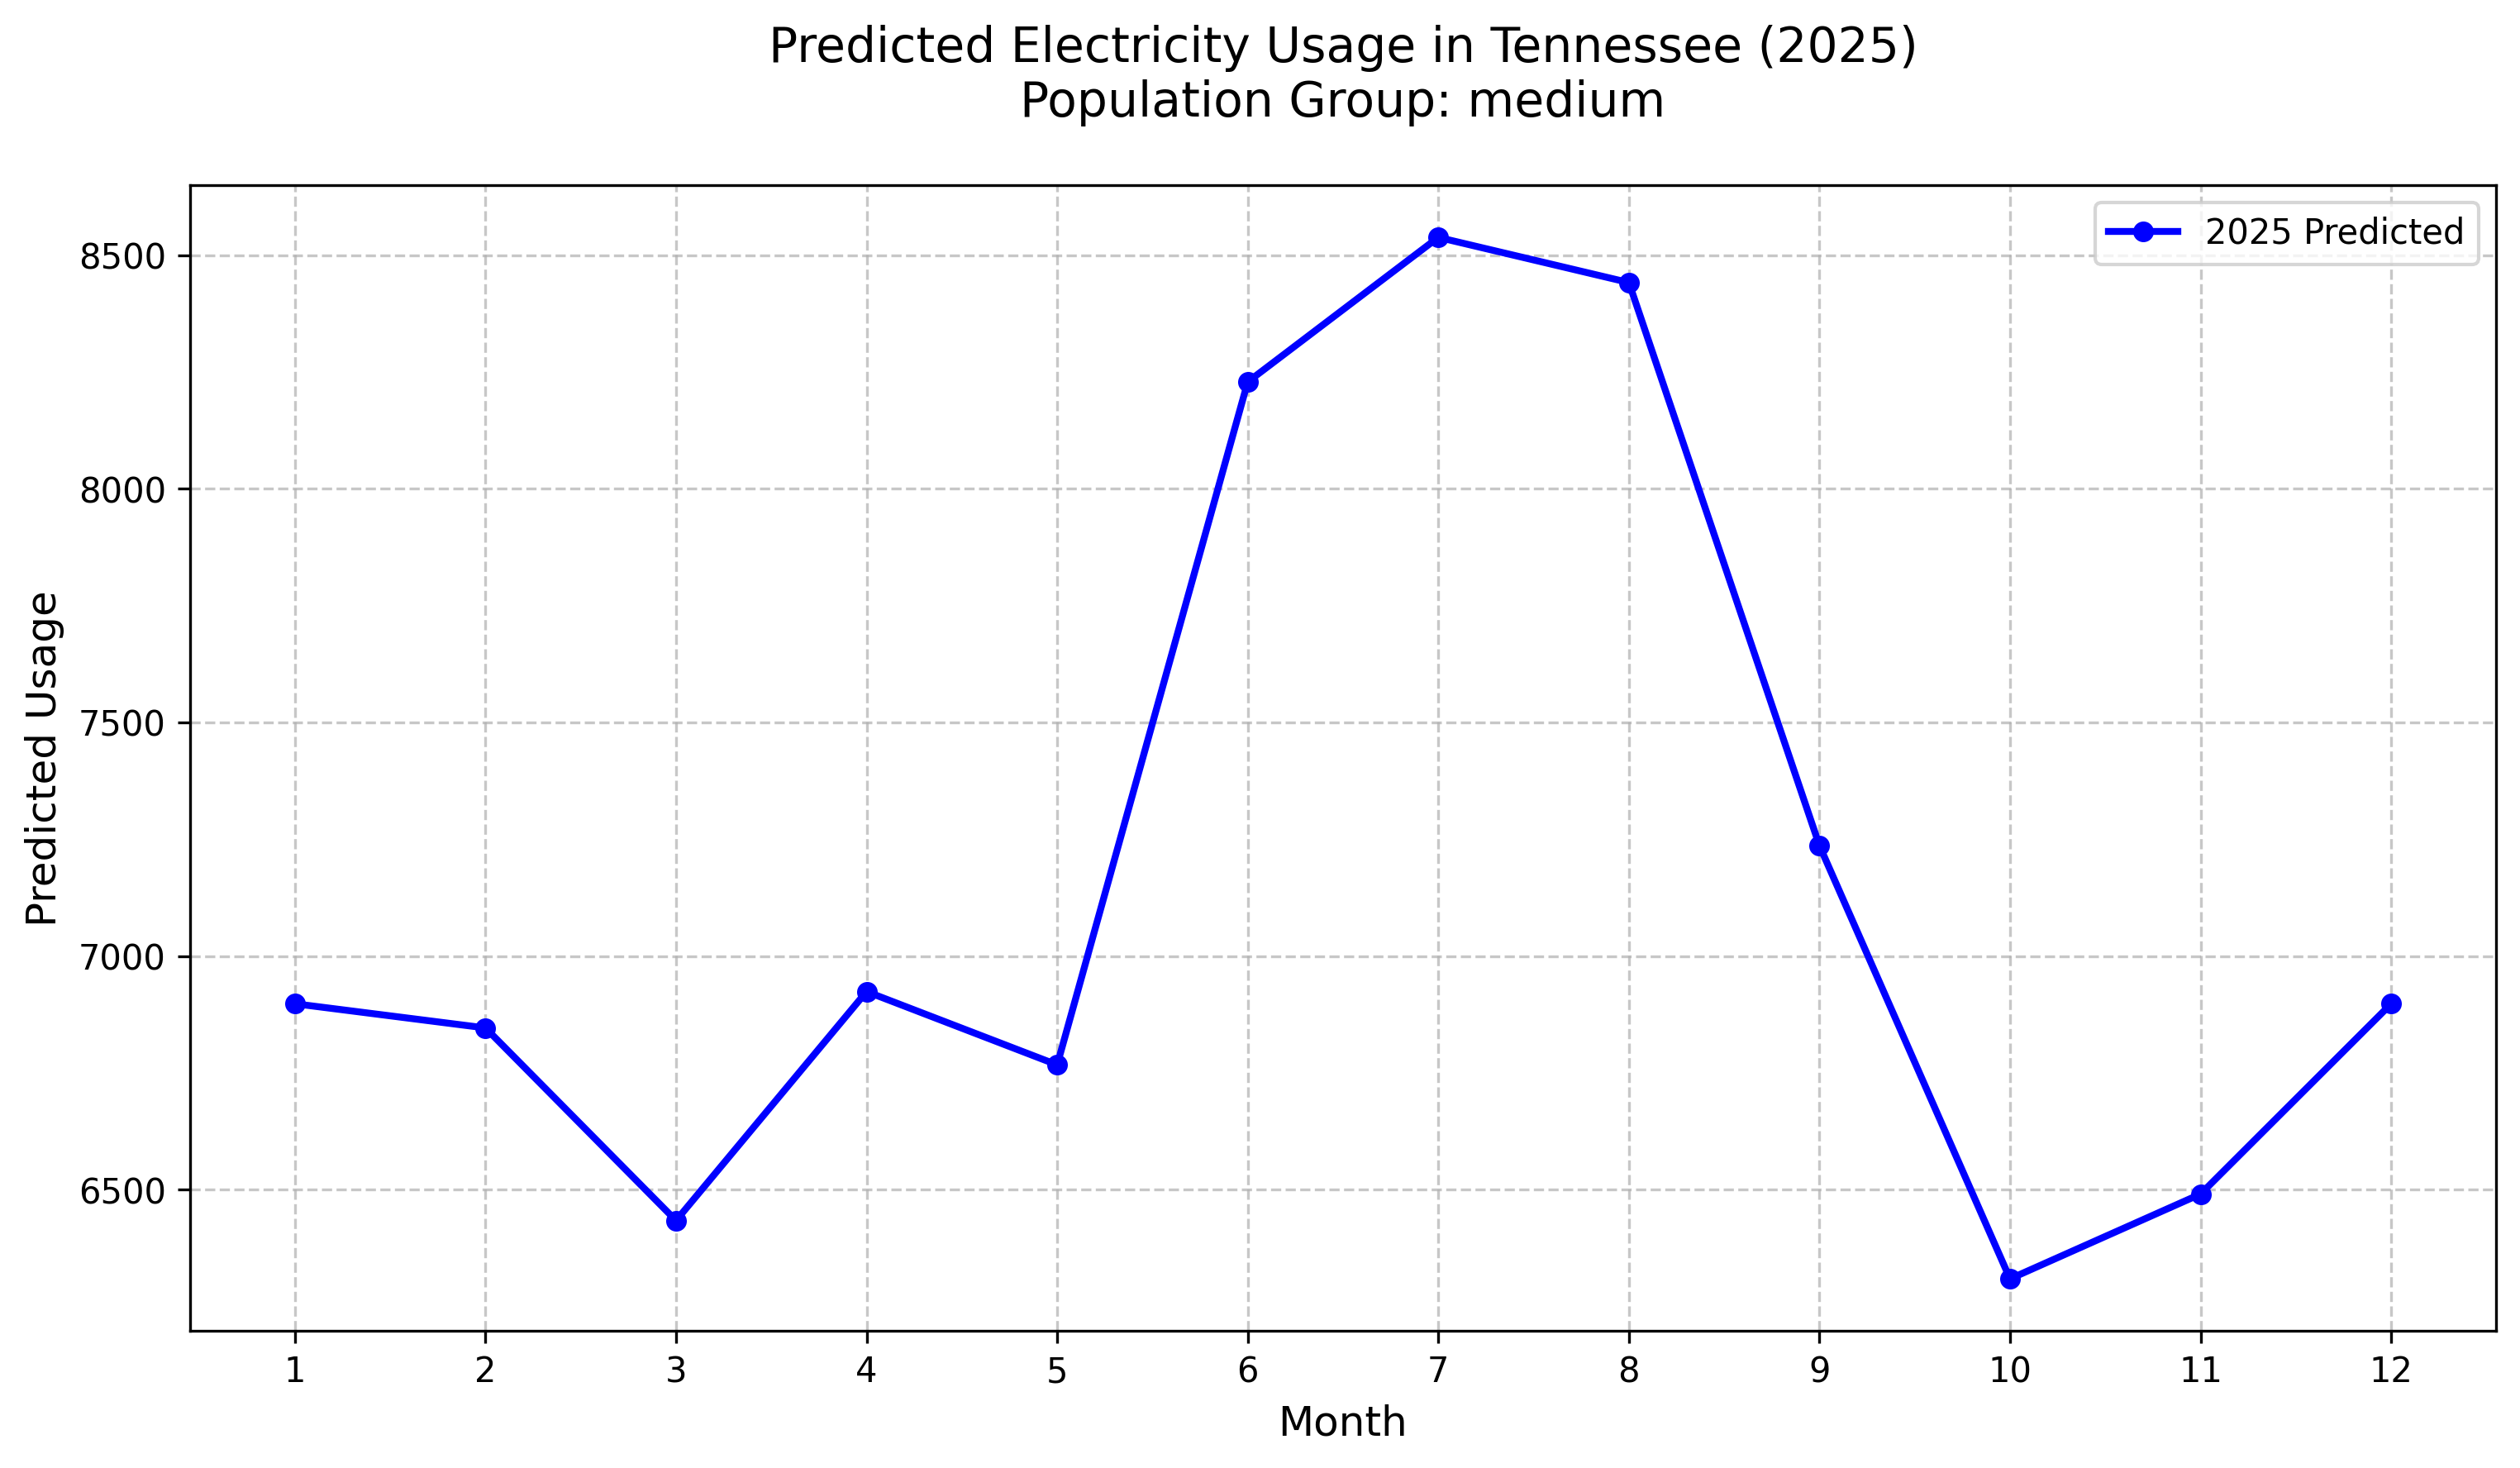 Predicted Electricity Usage in Tennessee (2025)
Population Group: medium
2025 Predicted
8500
8000
7500
7000
6500
Predicted Usage
1 2 3 4 5 6 7 8 9 10 11 12
Month